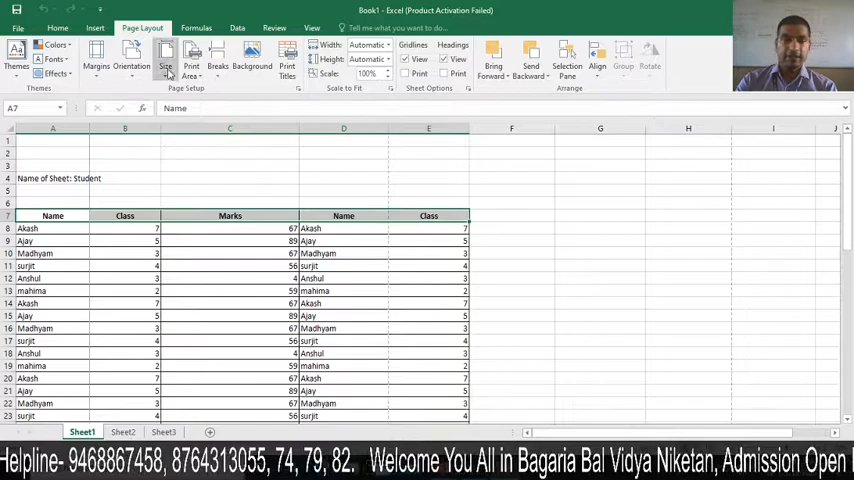 Book1 - Excel (Product Activation Failed)
File Home Insert Page Layout Formulas Data Review View Tell me what you want to do...
Themes Colors Fonts Effects Margins Orientation Size Print Area Breaks Background Print Titles Width: Automatic Height: Automatic Scale: 100% Gridlines View Print Headings View Print Bring Forward Send Backward Selection Pane Align Group Rotate
Themes Page Setup Scale to Fit Sheet Options Arrange
A7 fx Name
A B C D E F G H I J
1
2
3
4 Name of Sheet: Student
5
6
7 Name Class Marks Name Class
8 Akash 7 67 Akash 7
9 Ajay 5 89 Ajay 5
10 Madhyam 3 67 Madhyam 3
11 surjit 4 56 surjit 4
12 Anshul 3 4 Anshul 3
13 mahima 2 59 mahima 2
14 Akash 7 67 Akash 7
15 Ajay 5 89 Ajay 5
16 Madhyam 3 67 Madhyam 3
17 surjit 4 56 surjit 4
18 Anshul 3 4 Anshul 3
19 mahima 2 59 mahima 2
20 Akash 7 67 Akash 7
21 Ajay 5 89 Ajay 5
22 Madhyam 3 67 Madhyam 3
23 surjit 4 56 surjit 4
Sheet1 Sheet2 Sheet3
Helpline- 9468867458, 8764313055, 74, 79, 82. Welcome You All in Bagaria Bal Vidya Niketan, Admission Open